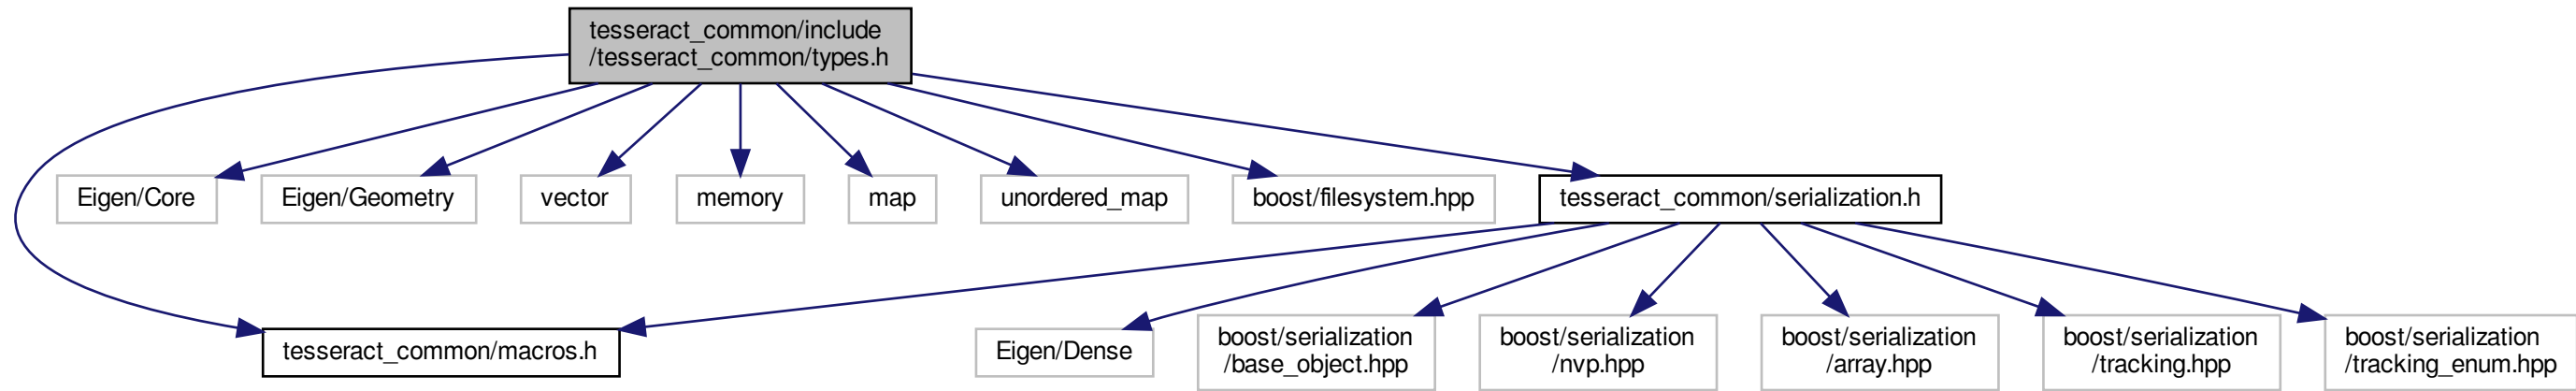 tesseract_common/include
/tesseract_common/types.h
Eigen/Core
Eigen/Geometry
vector
memory
map
unordered_map
boost/filesystem.hpp
tesseract_common/serialization.h
tesseract_common/macros.h
Eigen/Dense
boost/serialization
/base_object.hpp
boost/serialization
/nvp.hpp
boost/serialization
/array.hpp
boost/serialization
/tracking.hpp
boost/serialization
/tracking_enum.hpp